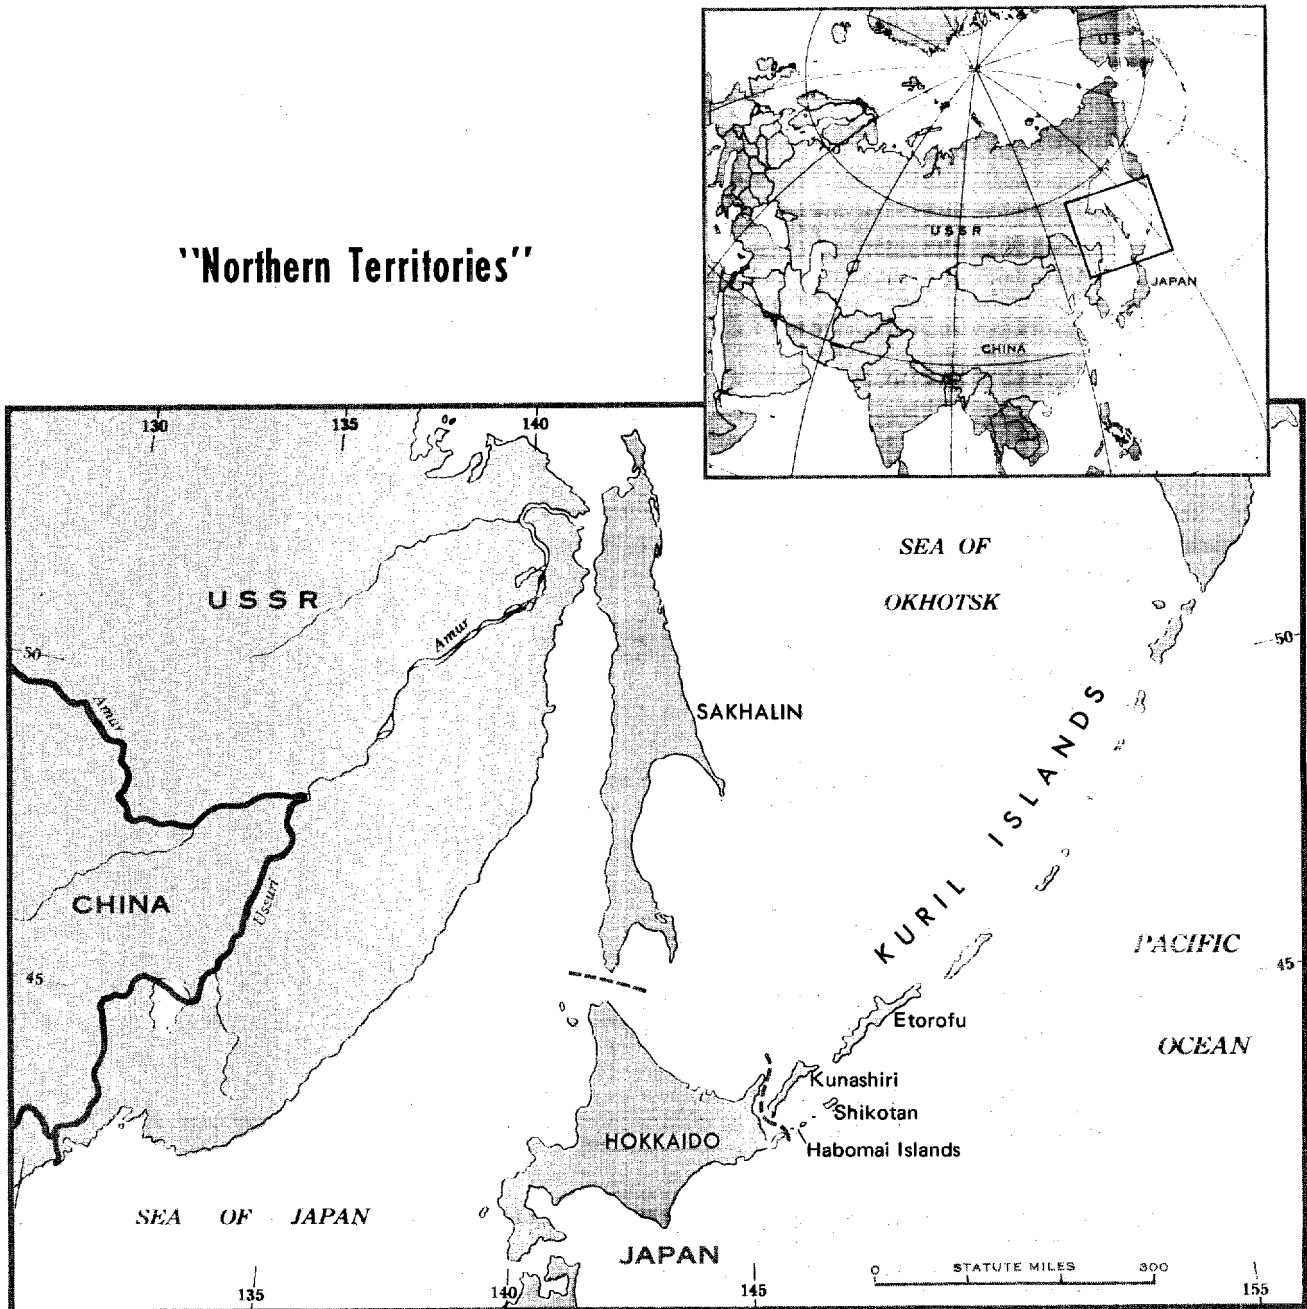 US
USSR
JAPAN
CHINA
"Northern Territories"
130
135
140
SEA OF
OKHOTSK
USSR
Amur
50
50
Amur
SAKHALIN
KURIL ISLANDS
CHINA
Ussuri
PACIFIC
45
45
Etorofu
OCEAN
Kunashiri
Shikotan
HOKKAIDO
Habomai Islands
SEA OF JAPAN
JAPAN
0 STATUTE MILES 300
135
140
145
155